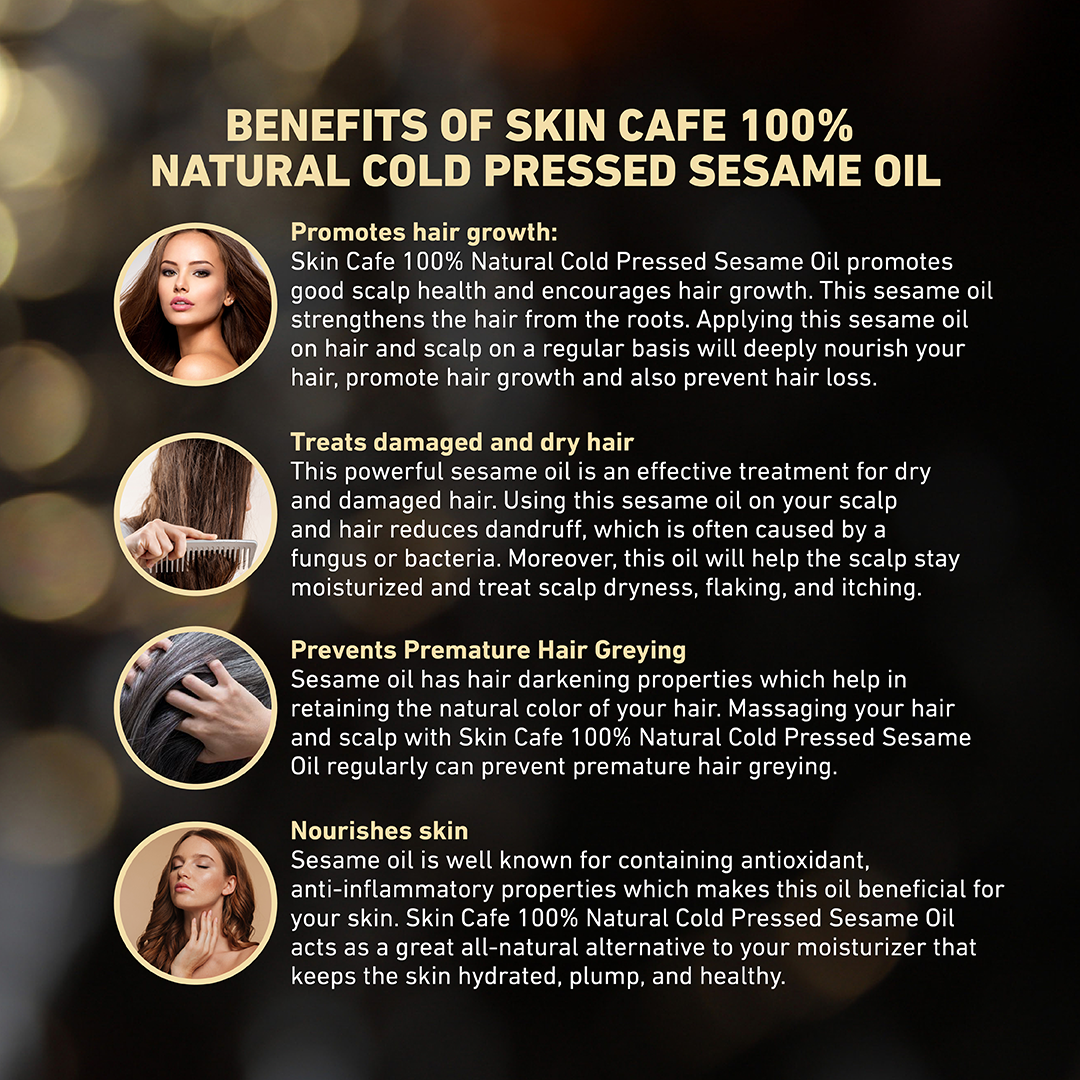 BENEFITS OF SKIN CAFE 100%
NATURAL COLD PRESSED SESAME OIL
Promotes hair growth:
Skin Cafe 100% Natural Cold Pressed Sesame Oil promotes
good scalp health and encourages hair growth. This sesame oil
strengthens the hair from the roots. Applying this sesame oil
on hair and scalp on a regular basis will deeply nourish your
hair, promote hair growth and also prevent hair loss.
Treats damaged and dry hair
This powerful sesame oil is an effective treatment for dry
and damaged hair. Using this sesame oil on your scalp
and hair reduces dandruff, which is often caused by a
fungus or bacteria. Moreover, this oil will help the scalp stay
moisturized and treat scalp dryness, flaking, and itching.
Prevents Premature Hair Greying
Sesame oil has hair darkening properties which help in
retaining the natural color of your hair. Massaging your hair
and scalp with Skin Cafe 100% Natural Cold Pressed Sesame
Oil regularly can prevent premature hair greying.
Nourishes skin
Sesame oil is well known for containing antioxidant,
anti-inflammatory properties which makes this oil beneficial for
your skin. Skin Cafe 100% Natural Cold Pressed Sesame Oil
acts as a great all-natural alternative to your moisturizer that
keeps the skin hydrated, plump, and healthy.